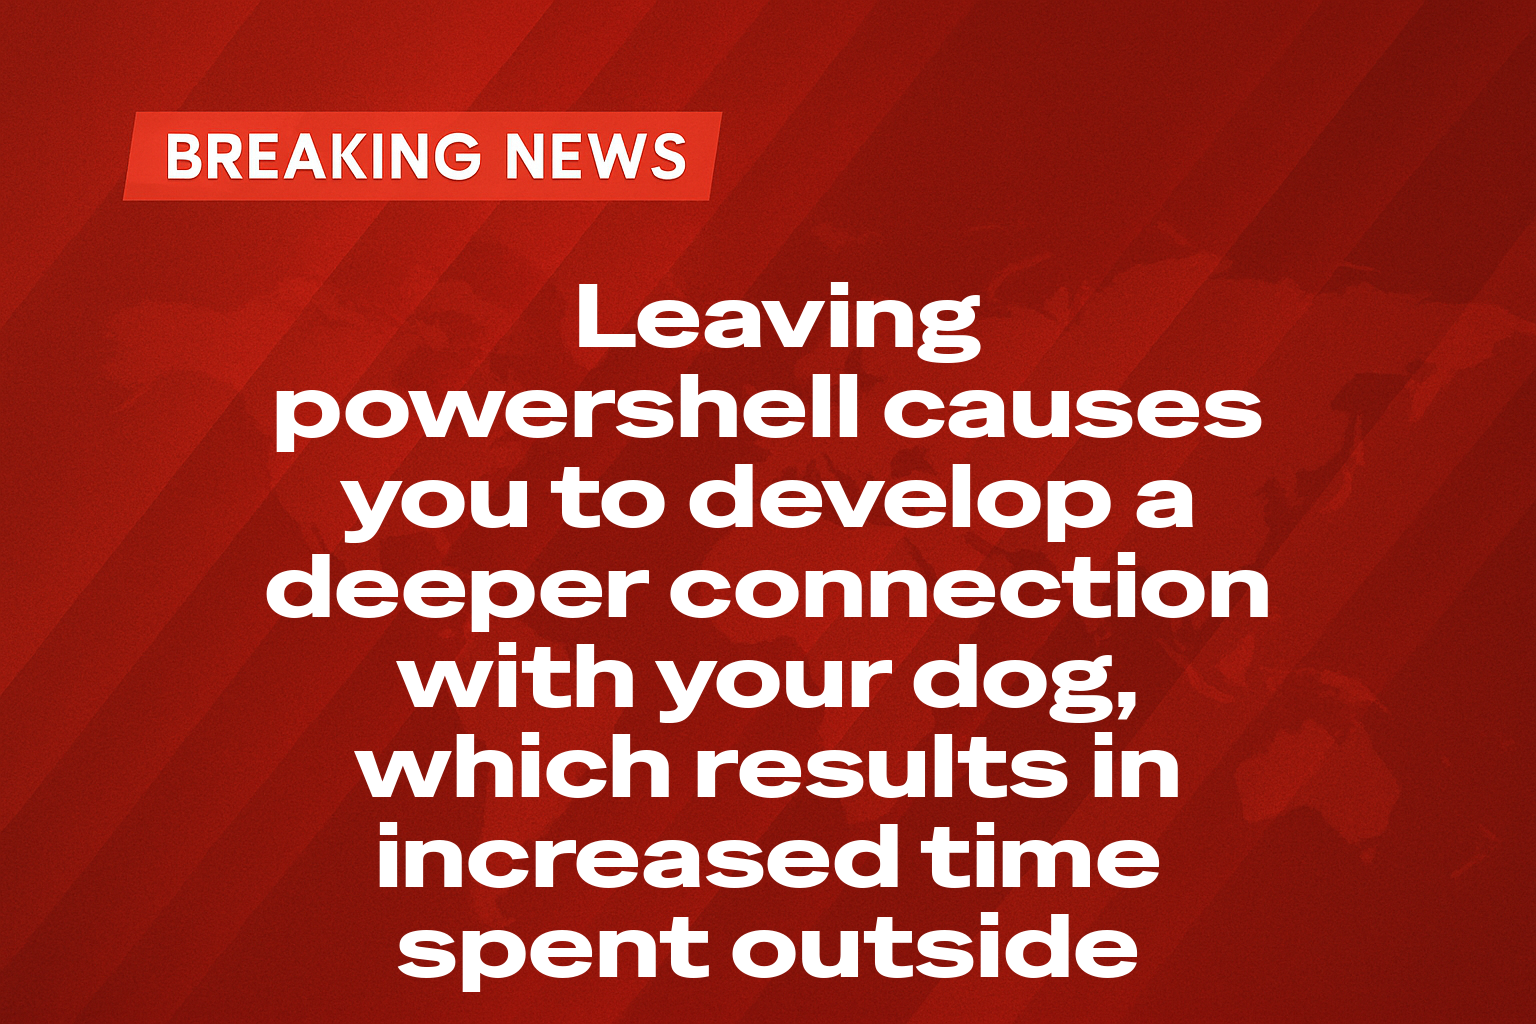 BREAKING NEWS
Leaving
powershell causes
you to develop a
deeper connection
with your dog,
which results in
increased time
spent outside